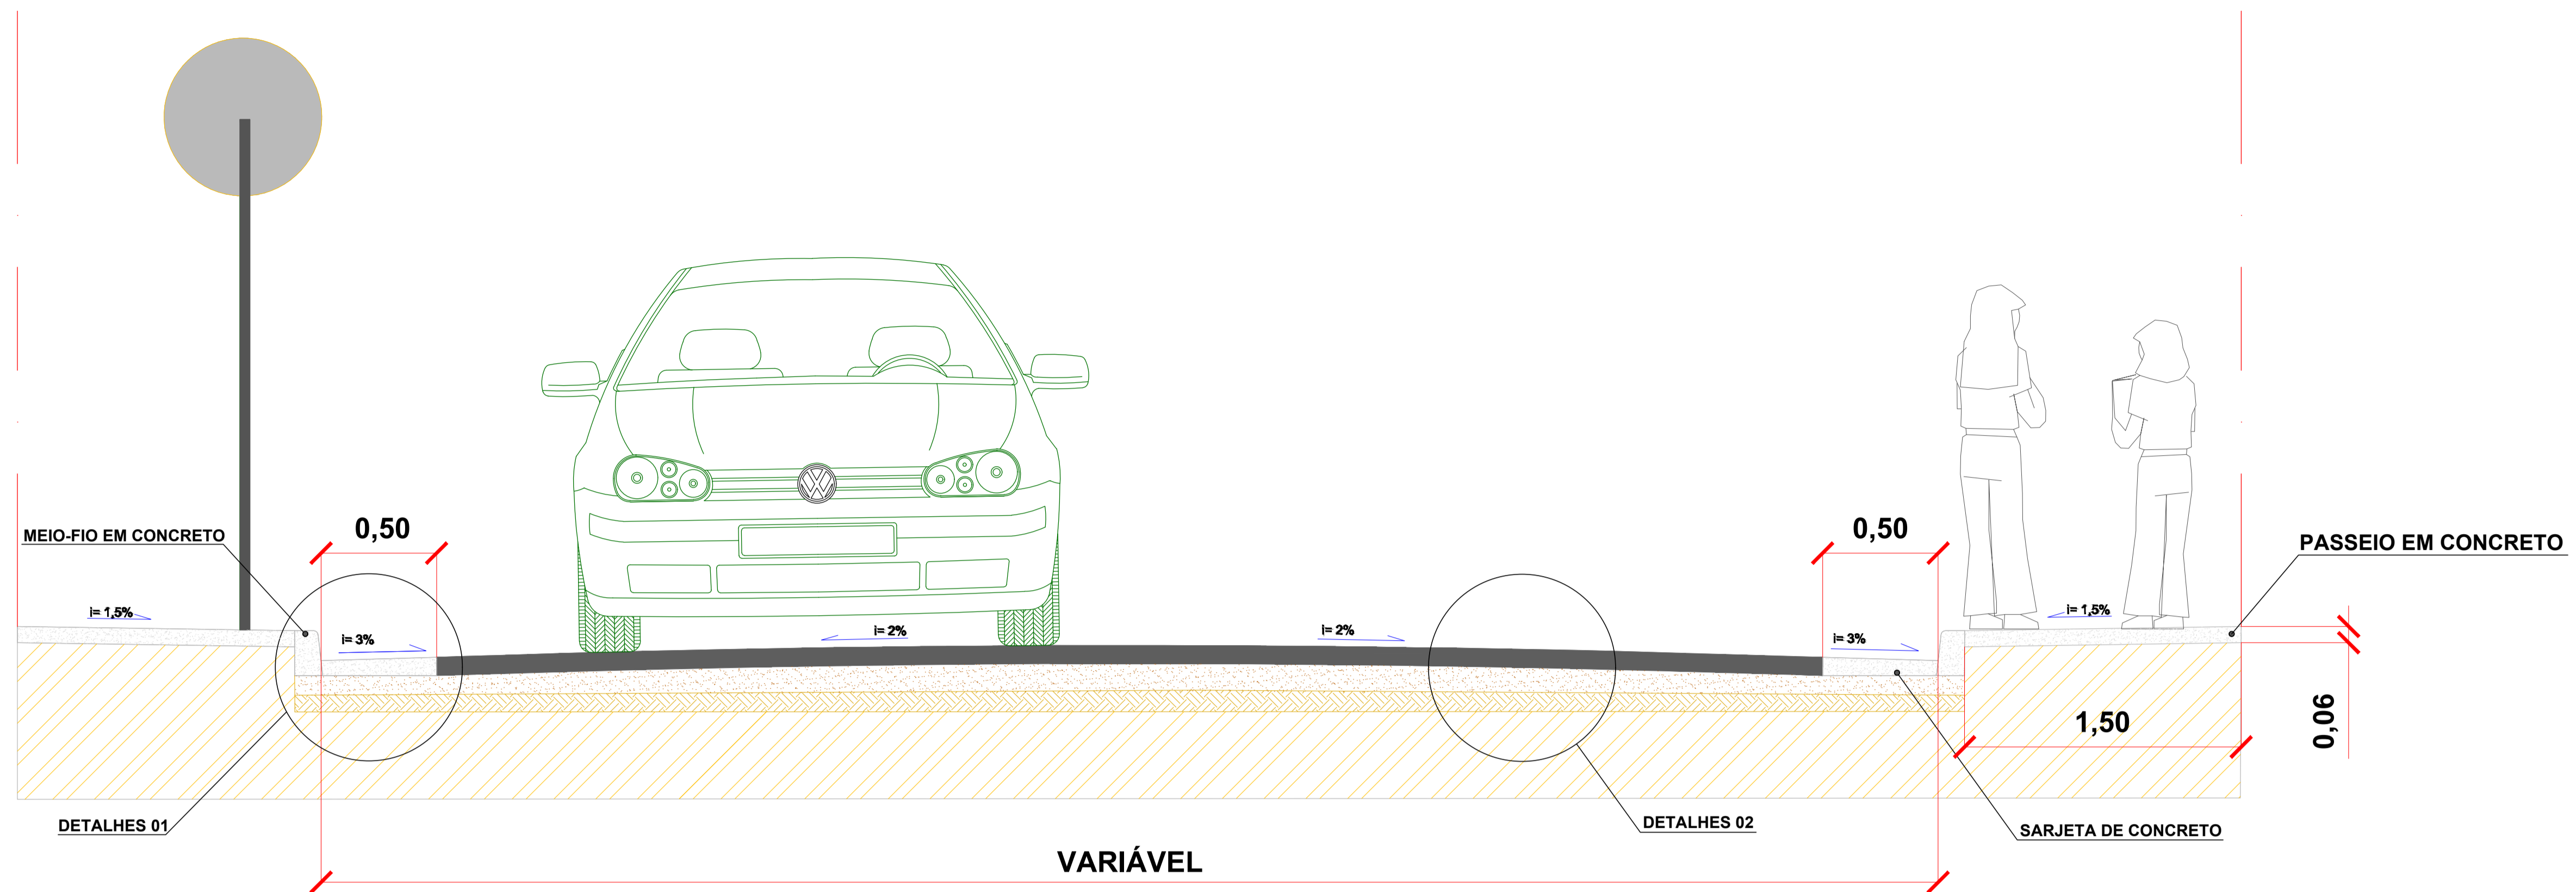 MEIO-FIO EM CONCRETO
0,50
0,50
PASSEIO EM CONCRETO
i= 1,5%
i= 3%
i= 2%
i= 2%
i= 3%
i= 1,5%
1,50
0,06
DETALHES 01
DETALHES 02
SARJETA DE CONCRETO
VARIÁVEL